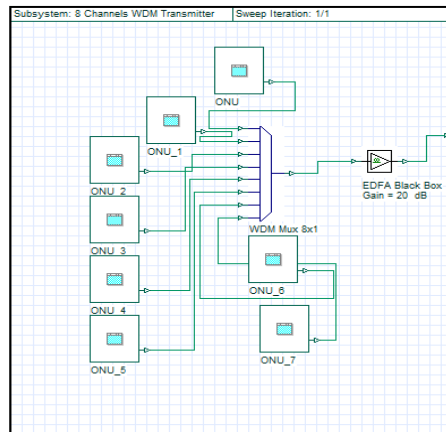 Subsystem: 8 Channels WDM Transmitter Sweep Iteration: 1/1
ONU
ONU_1
ONU_2
ONU_3
ONU_4
ONU_5
WDM Mux 8x1
EDFA Black Box
Gain = 20 dB
ONU_6
ONU_7